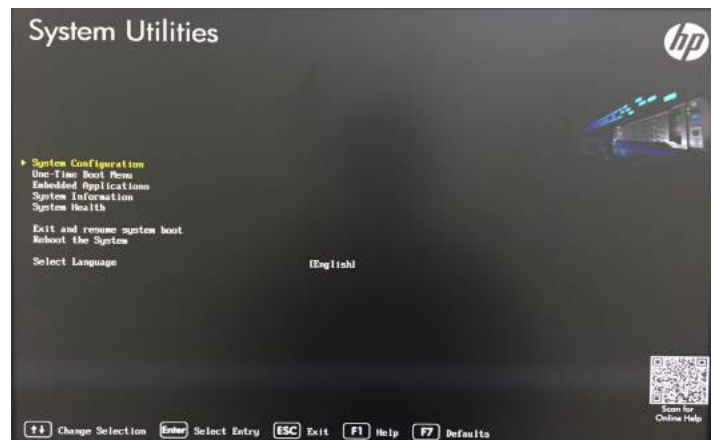 System Utilities
hp
System Configuration
One-Time Boot Menu
Embedded Applications
System Information
System Health
Exit and resume system boot
Reboot the System
Select Language [English]
Scan for
Online Help
↑↓ Change Selection Enter Select Entry ESC Exit F1 Help F7 Defaults